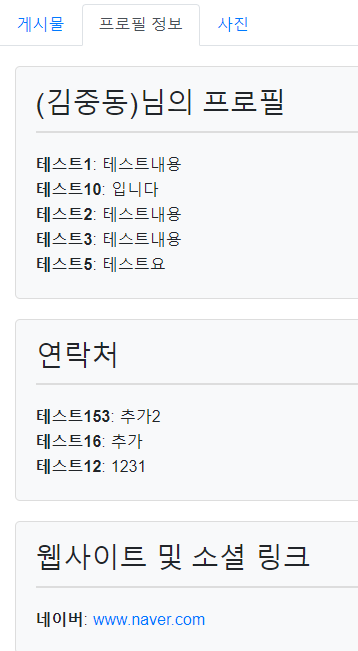 게시물 프로필 정보 사진
(김중동)님의 프로필
테스트1: 테스트내용
테스트10: 입니다
테스트2: 테스트내용
테스트3: 테스트내용
테스트5: 테스트요
연락처
테스트153: 추가2
테스트16: 추가
테스트12: 1231
웹사이트 및 소셜 링크
네이버: www.naver.com